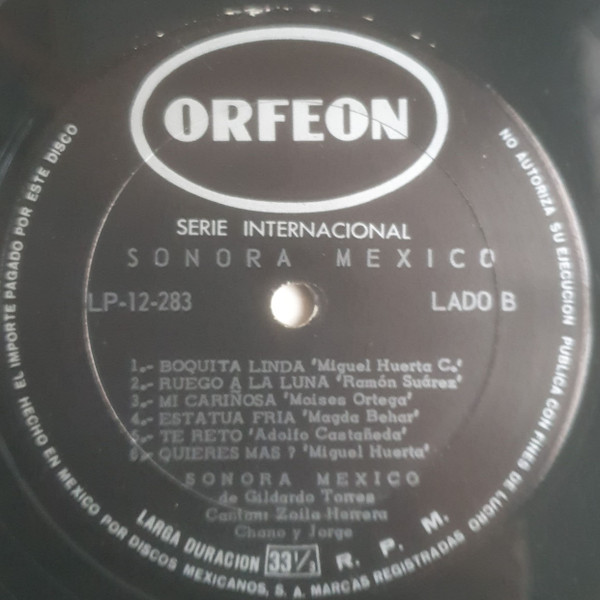 ORFEON
SERIE INTERNACIONAL
SONORA MEXICO
LP-12-283
LADO B
1.- BOQUITA LINDA 'Miguel Huerta C.'
2.- RUEGO A LA LUNA 'Ramón Suárez'
3.- MI CARIÑOSA 'Moises Ortega'
4.- ESTATUA FRIA 'Magda Behar'
5.- TE RETO 'Adolfo Castañeda'
6.- QUIERES MAS ? 'Miguel Huerta'
SONORA MEXICO
de Gildardo Torres
Cantan: Zoila Herrera
Chano y Jorge
LARGA DURACION 33 1/3 R. P. M.
EL IMPORTE PAGADO POR ESTE DISCO
NO AUTORIZA SU EJECUCION PUBLICA CON FINES DE LUCRO
HECHO EN MEXICO POR DISCOS MEXICANOS, S. A. MARCAS REGISTRADAS